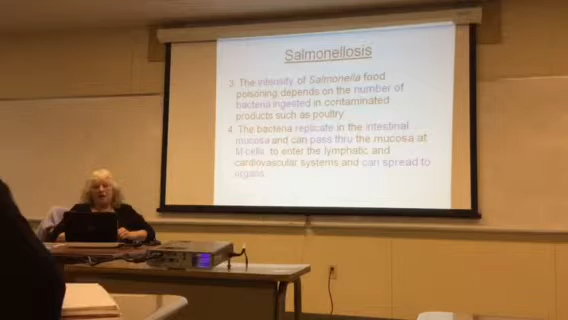 Salmonellosis
3. The intensity of Salmonella food
poisoning depends on the number of
bacteria ingested in contaminated
products such as poultry
4. The bacteria replicate in the intestinal
mucosa and can pass thru the mucosa at
M cells to enter the lymphatic and
cardiovascular systems and can spread to
organs